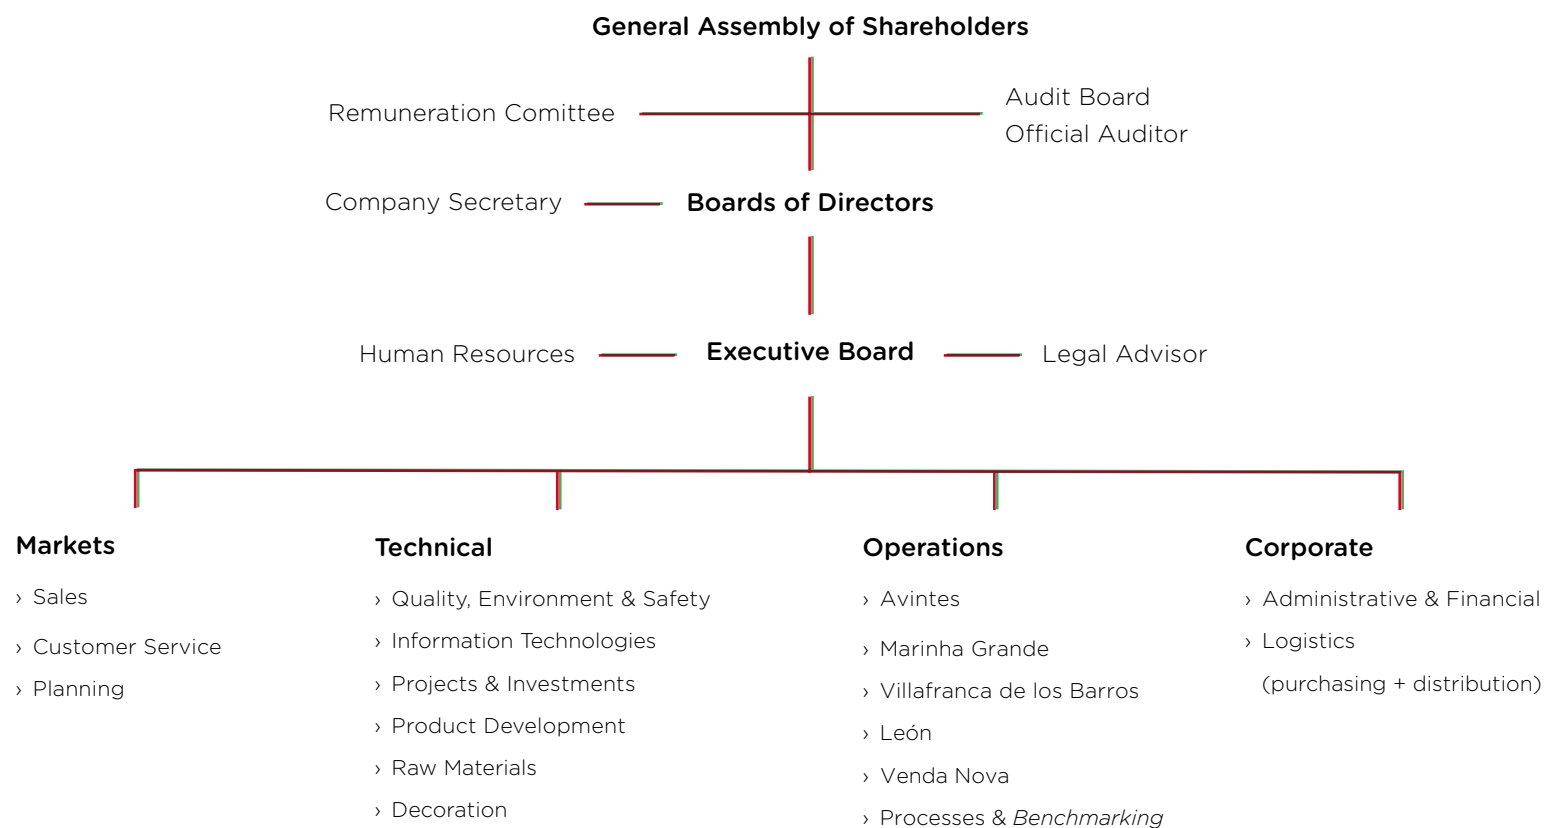 General Assembly of Shareholders
Remuneration Comittee
Audit Board
Official Auditor
Company Secretary
Boards of Directors
Human Resources
Executive Board
Legal Advisor
Markets
› Sales
› Customer Service
› Planning
Technical
› Quality, Environment & Safety
› Information Technologies
› Projects & Investments
› Product Development
› Raw Materials
› Decoration
Operations
› Avintes
› Marinha Grande
› Villafranca de los Barros
› León
› Venda Nova
› Processes & Benchmarking
Corporate
› Administrative & Financial
› Logistics
(purchasing + distribution)